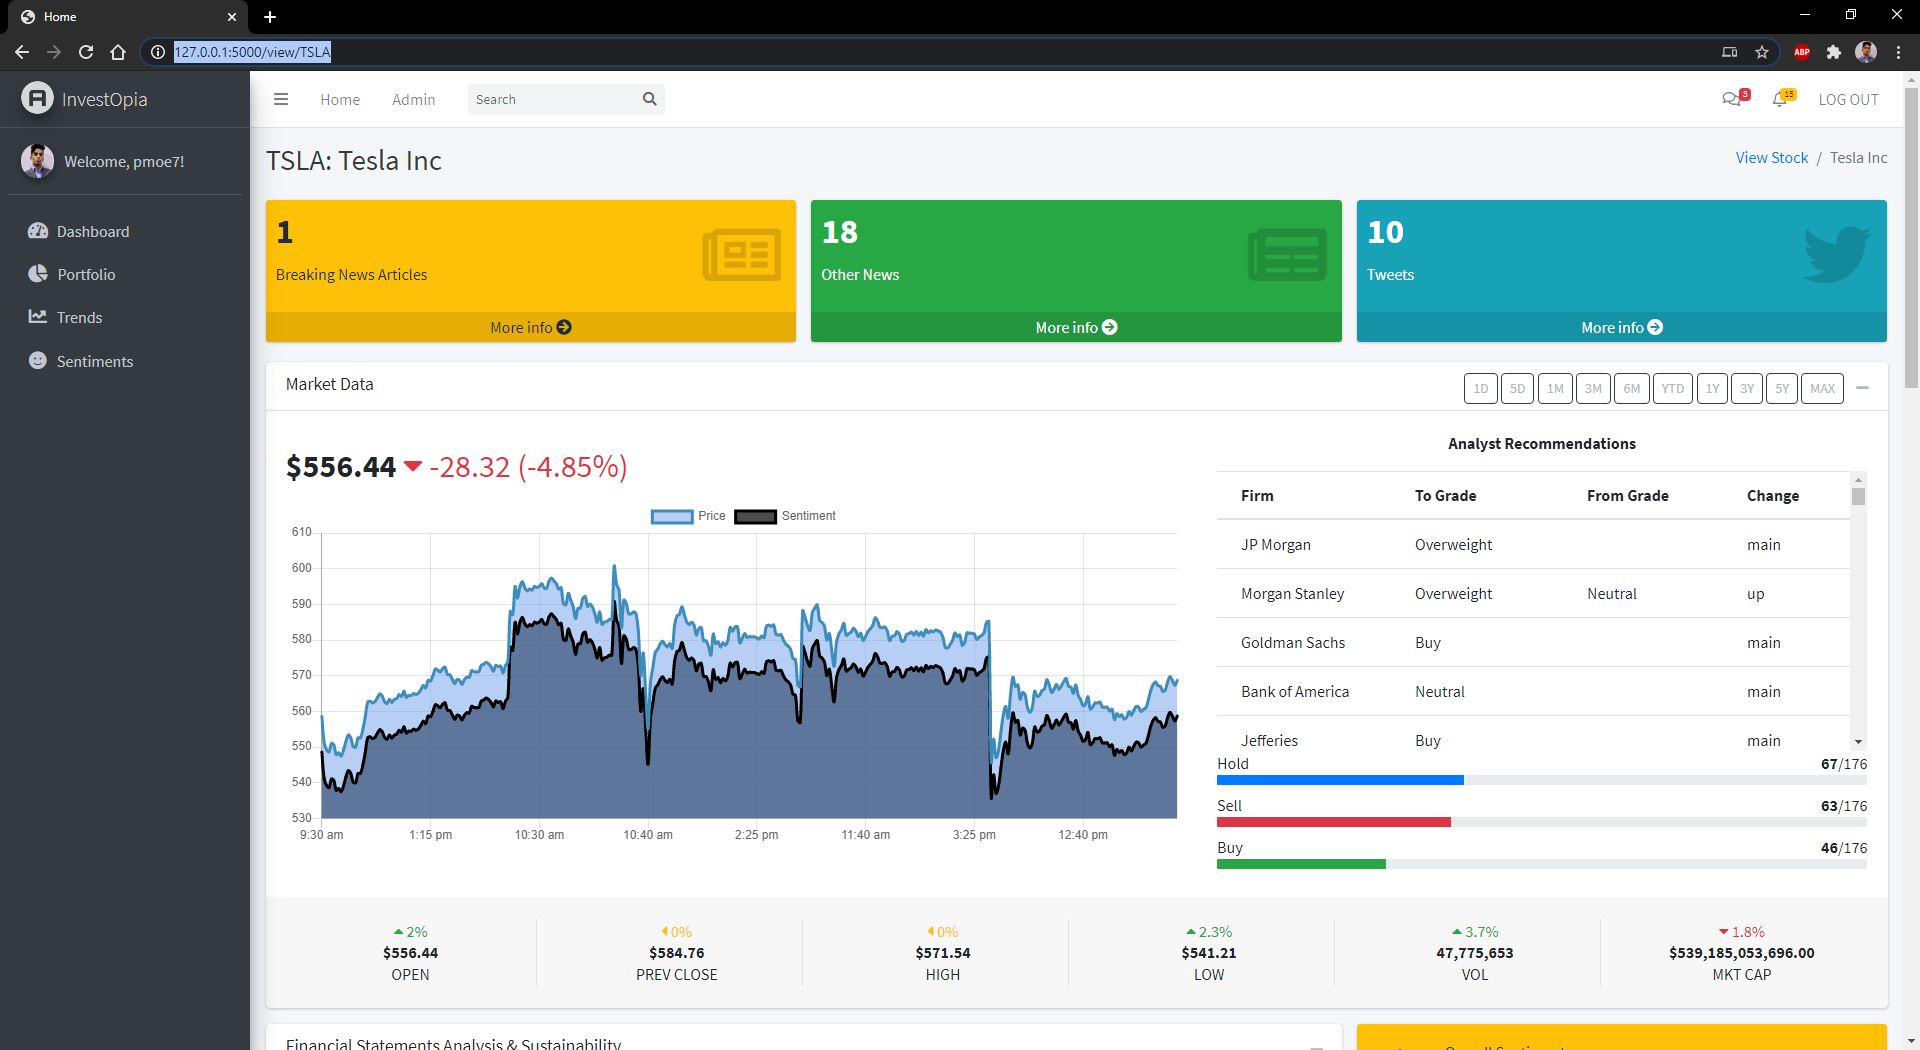 Home
127.0.0.1:5000/view/TSLA
ABP
InvestOpia
Home
Admin
Search
3
15
LOG OUT
Welcome, pmoe7!
Dashboard
Portfolio
Trends
Sentiments
TSLA: Tesla Inc
View Stock / Tesla Inc
1
Breaking News Articles
More info
18
Other News
More info
10
Tweets
More info
Market Data
1D 5D 1M 3M 6M YTD 1Y 3Y 5Y MAX
$556.44 -28.32 (-4.85%)
Price Sentiment
610
600
590
580
570
560
550
540
530
9:30 am 1:15 pm 10:30 am 10:40 am 2:25 pm 11:40 am 3:25 pm 12:40 pm
Analyst Recommendations
Firm To Grade From Grade Change
JP Morgan Overweight main
Morgan Stanley Overweight Neutral up
Goldman Sachs Buy main
Bank of America Neutral main
Jefferies Buy main
Hold 67/176
Sell 63/176
Buy 46/176
2%
$556.44
OPEN
0%
$584.76
PREV CLOSE
0%
$571.54
HIGH
2.3%
$541.21
LOW
3.7%
47,775,653
VOL
1.8%
$539,185,053,696.00
MKT CAP
Financial Statements Analysis & Sustainability